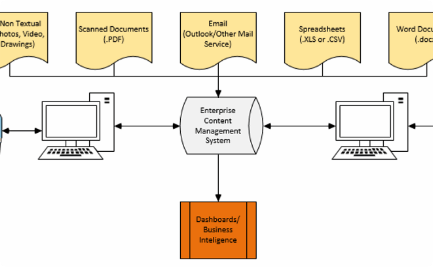 Non Textual
Photos, Video,
Drawings)
Scanned Documents
(.PDF)
Email
(Outlook/Other Mail
Service)
Spreadsheets
(.XLS or .CSV)
Word Docu
(.doc
Enterprise
Content
Management
System
Dashboards/
Business
Inteligence